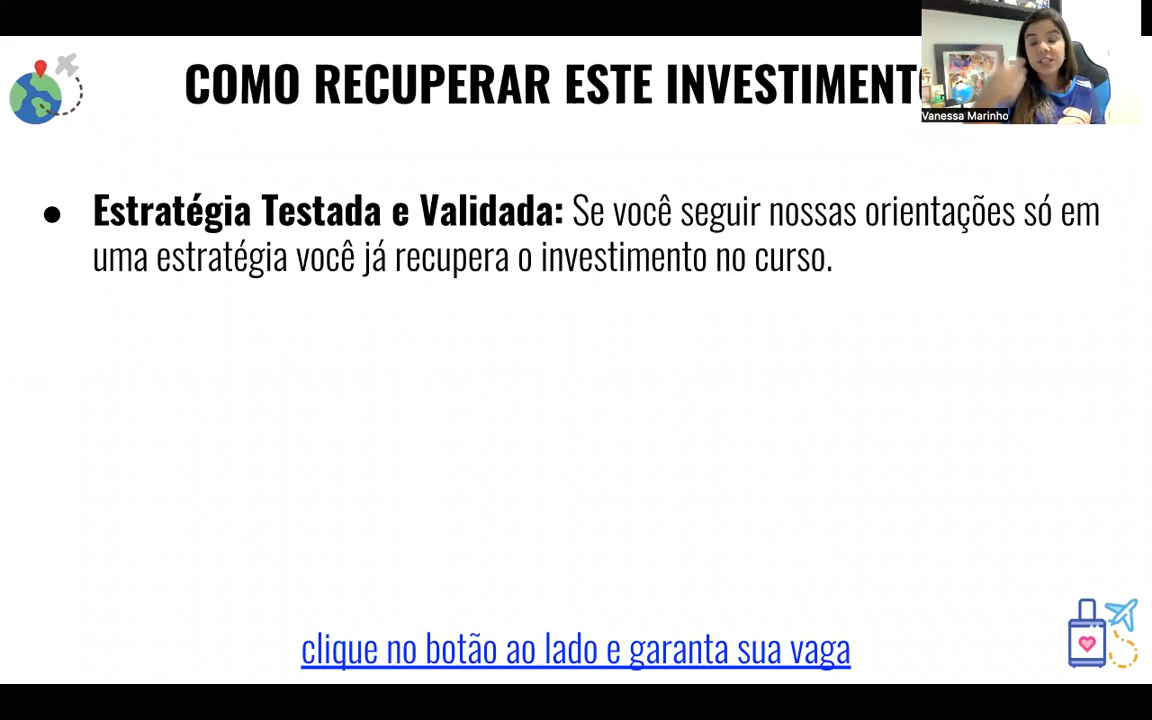 COMO RECUPERAR ESTE INVESTIMENT
Vanessa Marinho
● Estratégia Testada e Validada: Se você seguir nossas orientações só em
uma estratégia você já recupera o investimento no curso.
clique no botão ao lado e garanta sua vaga